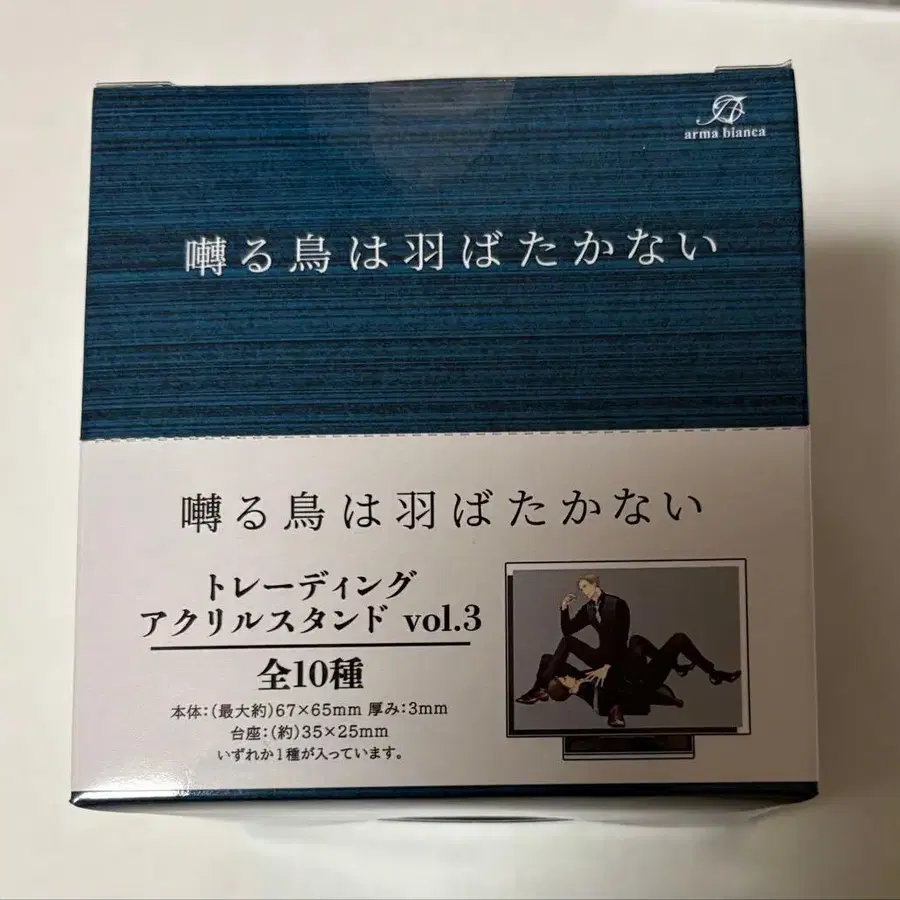 arma bianca
囀る鳥は羽ばたかない
囀る鳥は羽ばたかない
トレーディング
アクリルスタンド vol.3
全10種
本体:(最大約)67×65mm 厚み:3mm
台座:(約)35×25mm
いずれか1種が入っています。